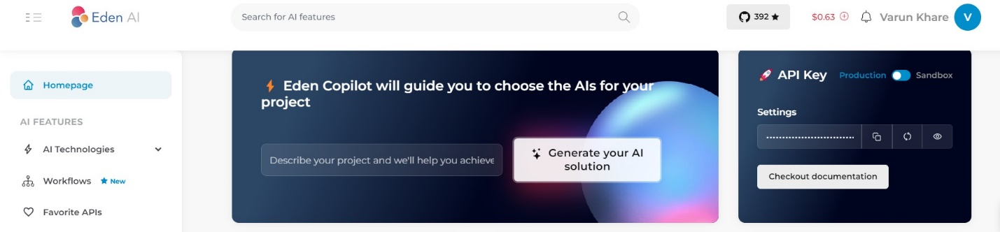 Eden AI
Search for AI features
392
$0.63
Varun Khare
V
Homepage
AI FEATURES
AI Technologies
Workflows
New
Favorite APIs
Eden Copilot will guide you to choose the AIs for your
project
Describe your project and we'll help you achieve
Generate your AI
solution
API Key
Production
Sandbox
Settings
Checkout documentation